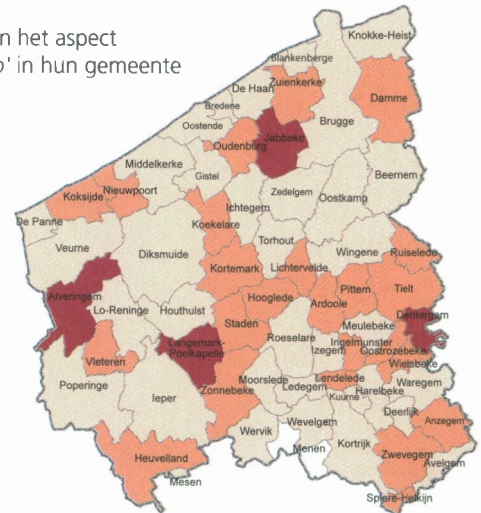 n het aspect
' in hun gemeente
Knokke-Heist
Blankenberge
Zuienkerke
De Haan
Damme
Bredene
Brugge
Oostende
Jabbeke
Oudenburg
Middelkerke
Gistel
Beernem
Zedelgem
Koksijde
Nieuwpoort
Oostkamp
Ichtegem
De Panne
Koekelare
Torhout
Veurne
Diksmuide
Wingene
Ruiselede
Kortemark
Lichtervelde
Pittem
Tielt
Alveringem
Hooglede
Ardooie
Lo-Reninge
Houthulst
Dentergem
Staden
Meulebeke
Roeselare
Langemark-
Poelkapelle
Ingelmunster
Izegem
Oostrozebeke
Vleteren
Wielsbeke
Lendelede
Waregem
Poperinge
Zonnebeke
Moorslede
Ledegem
Harelbeke
Kuurne
Ieper
Deerlijk
Wevelgem
Anzegem
Wervik
Kortrijk
Menen
Zwevegem
Heuvelland
Avelgem
Mesen
Spiere-Helkijn